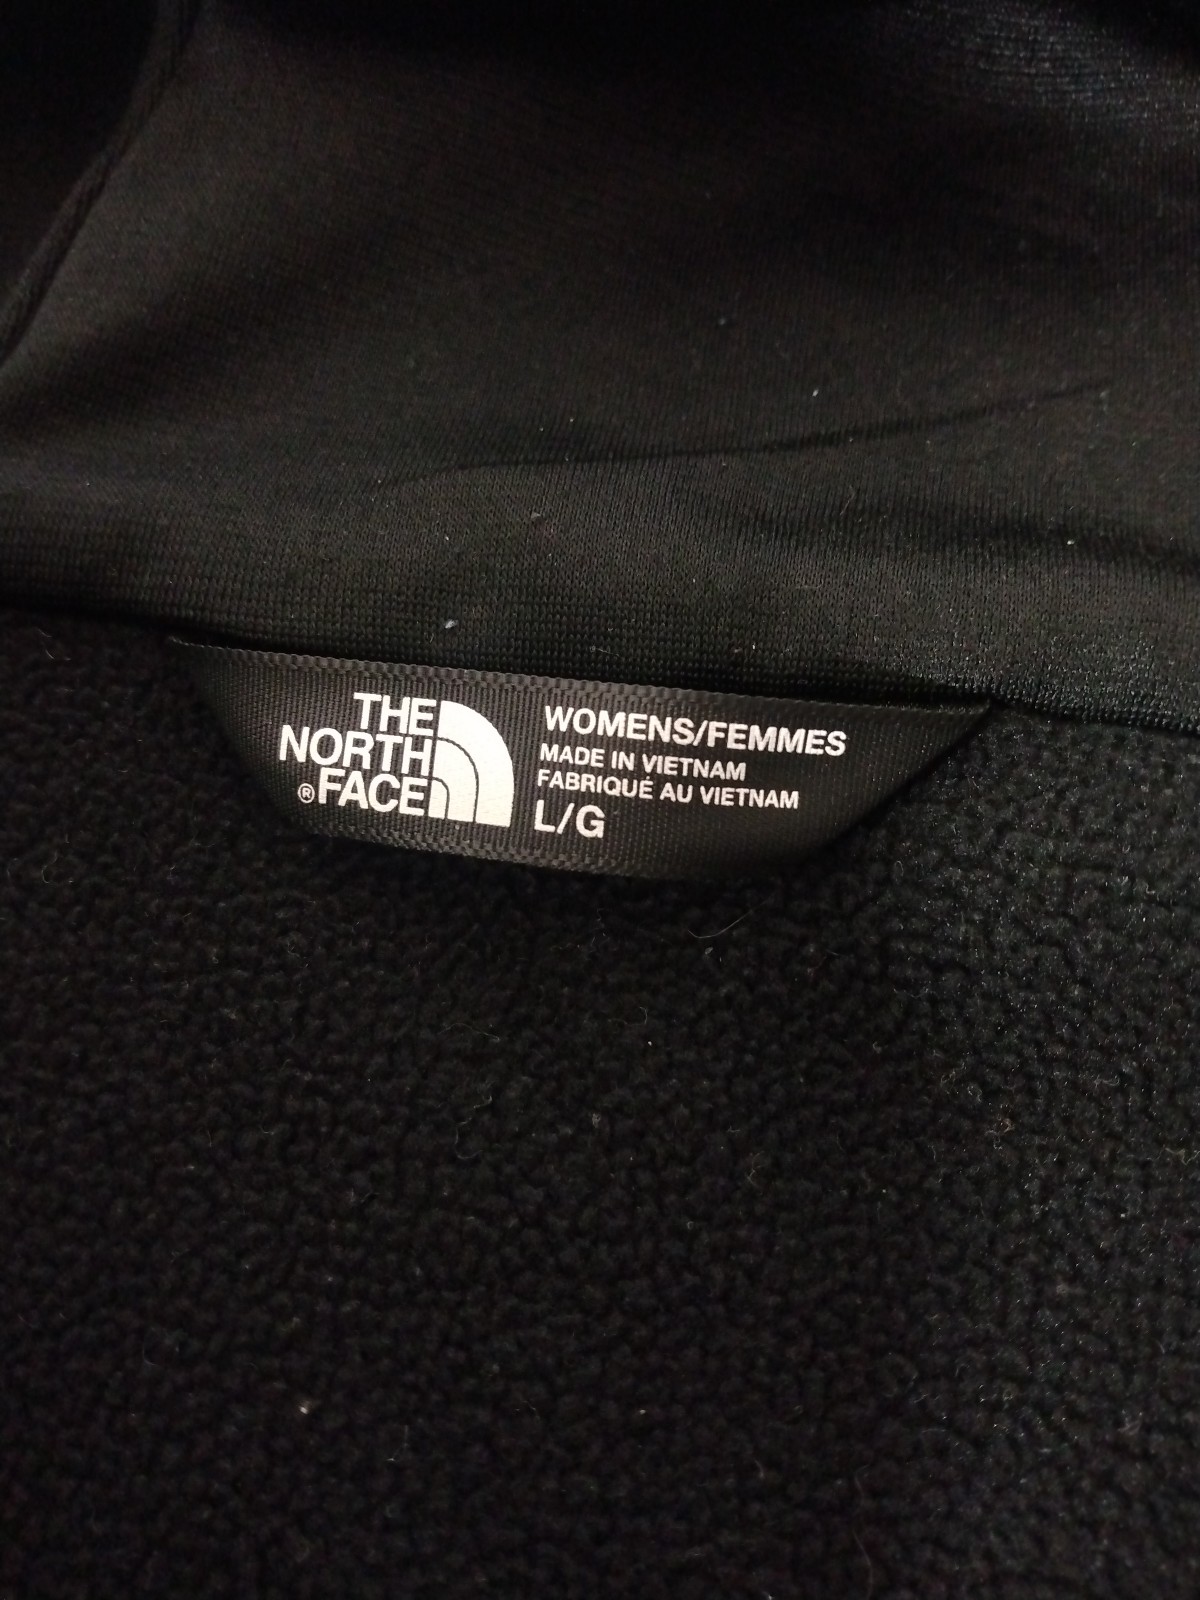 THE
NORTH
®FACE
WOMENS/FEMMES
MADE IN VIETNAM
FABRIQUÉ AU VIETNAM
L/G